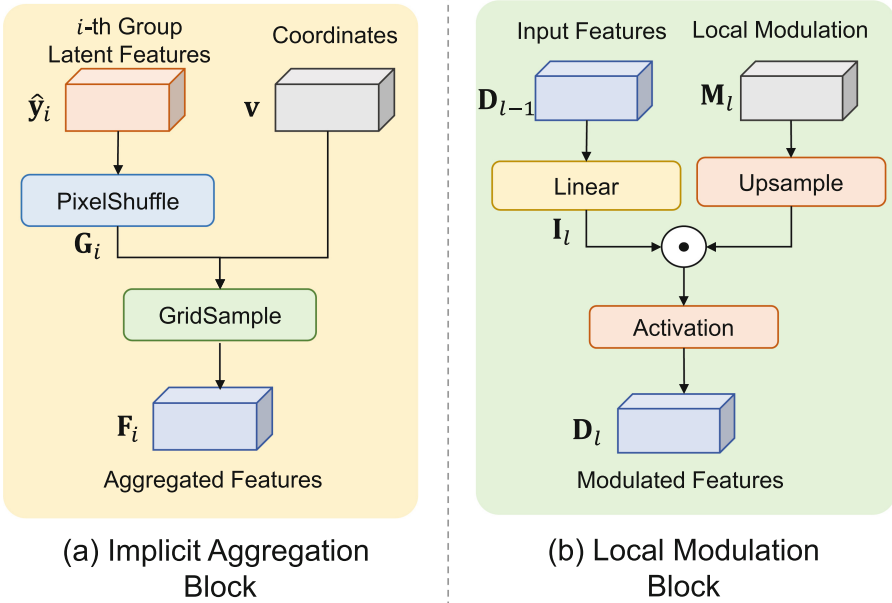 i-th Group
Latent Features
Coordinates
ŷᵢ
v
PixelShuffle
Gᵢ
GridSample
Fᵢ
Aggregated Features
(a) Implicit Aggregation
Block
Input Features
Local Modulation
Dₗ₋₁
Mₗ
Linear
Upsample
Iₗ
Activation
Dₗ
Modulated Features
(b) Local Modulation
Block